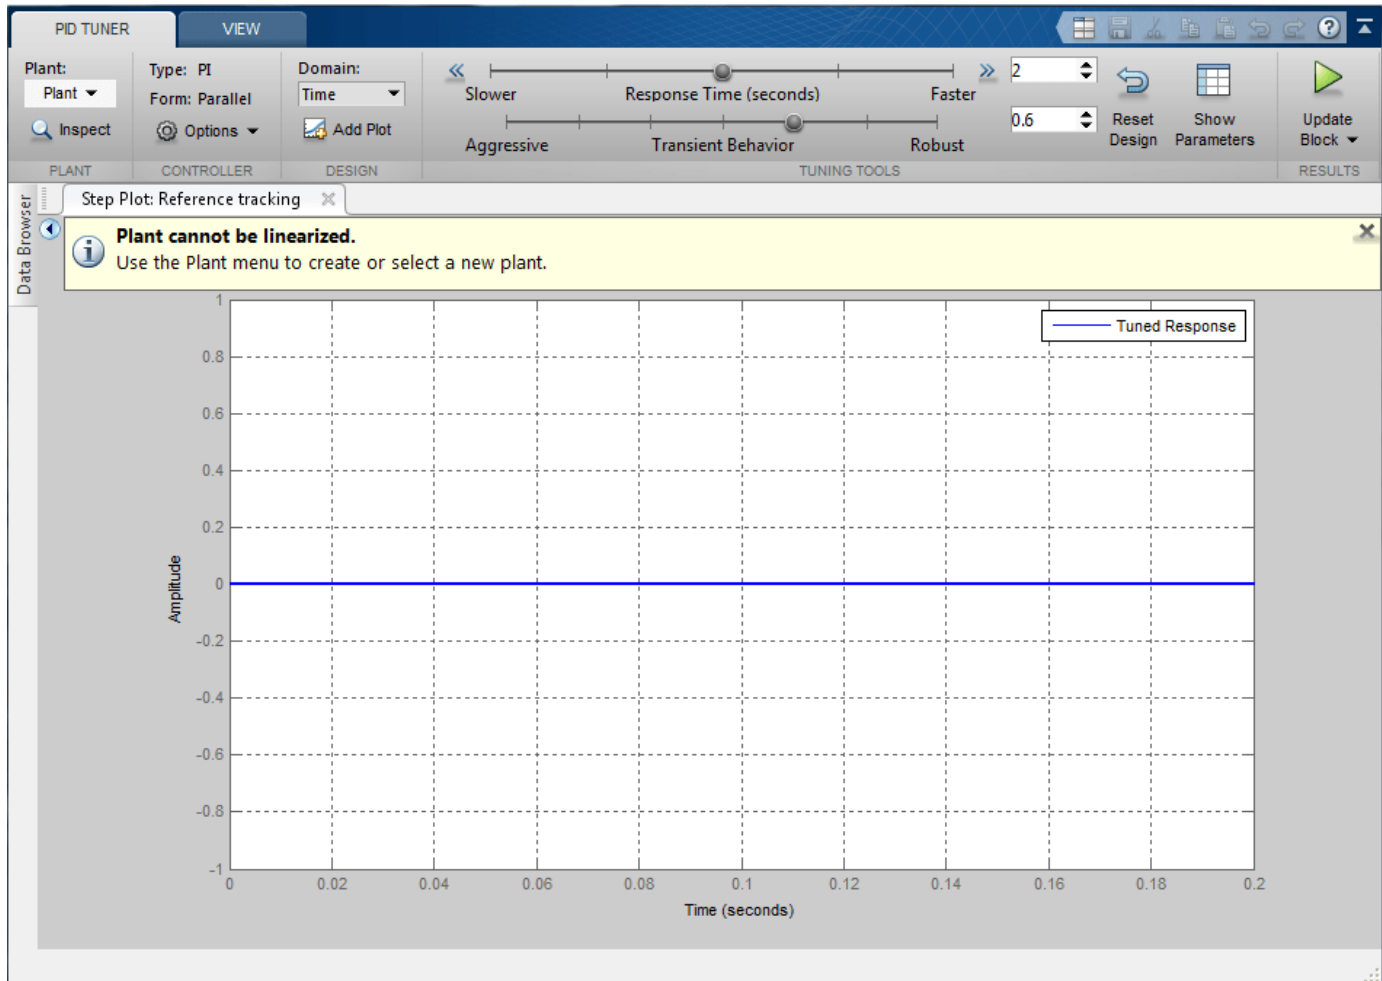 PID TUNER VIEW
Plant:
Plant
Inspect
PLANT
Type: PI
Form: Parallel
Options
CONTROLLER
Domain:
Time
Add Plot
DESIGN
Slower Response Time (seconds) Faster
2
Aggressive Transient Behavior Robust
0.6
Reset
Design
Show
Parameters
TUNING TOOLS
Update
Block
RESULTS
Data Browser
Step Plot: Reference tracking
Plant cannot be linearized.
Use the Plant menu to create or select a new plant.
Tuned Response
1
0.8
0.6
0.4
0.2
0
-0.2
-0.4
-0.6
-0.8
-1
Amplitude
0 0.02 0.04 0.06 0.08 0.1 0.12 0.14 0.16 0.18 0.2
Time (seconds)